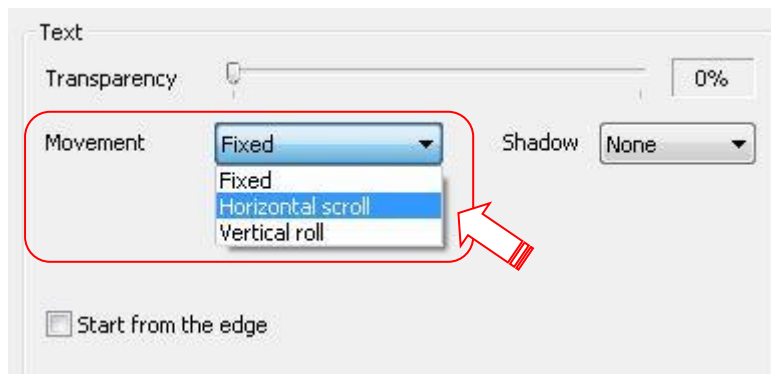 Text
Transparency 0%
Movement Fixed Shadow None
Fixed
Horizontal scroll
Vertical roll
Start from the edge